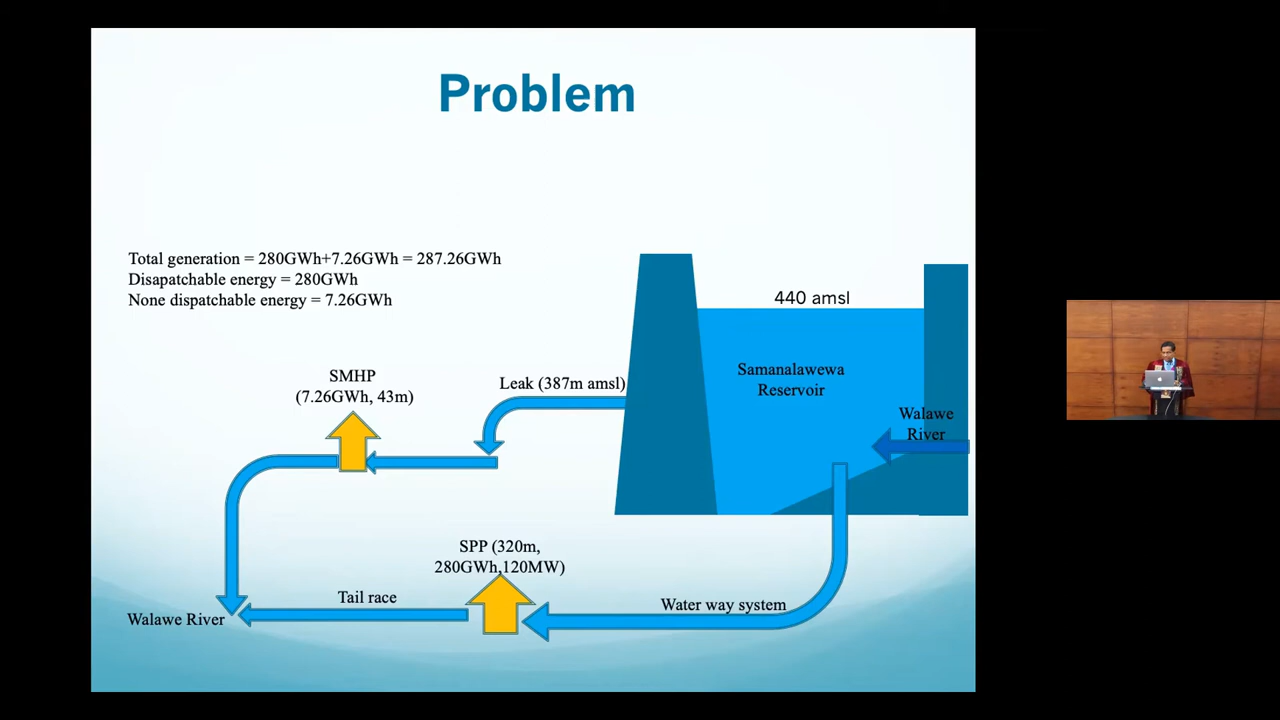 Problem
Total generation = 280GWh+7.26GWh = 287.26GWh
Disapatchable energy = 280GWh
None dispatchable energy = 7.26GWh
440 amsl
SMHP
(7.26GWh, 43m)
Leak (387m amsl)
Samanalawewa
Reservoir
Walawe
River
SPP (320m,
280GWh,120MW)
Tail race
Water way system
Walawe River